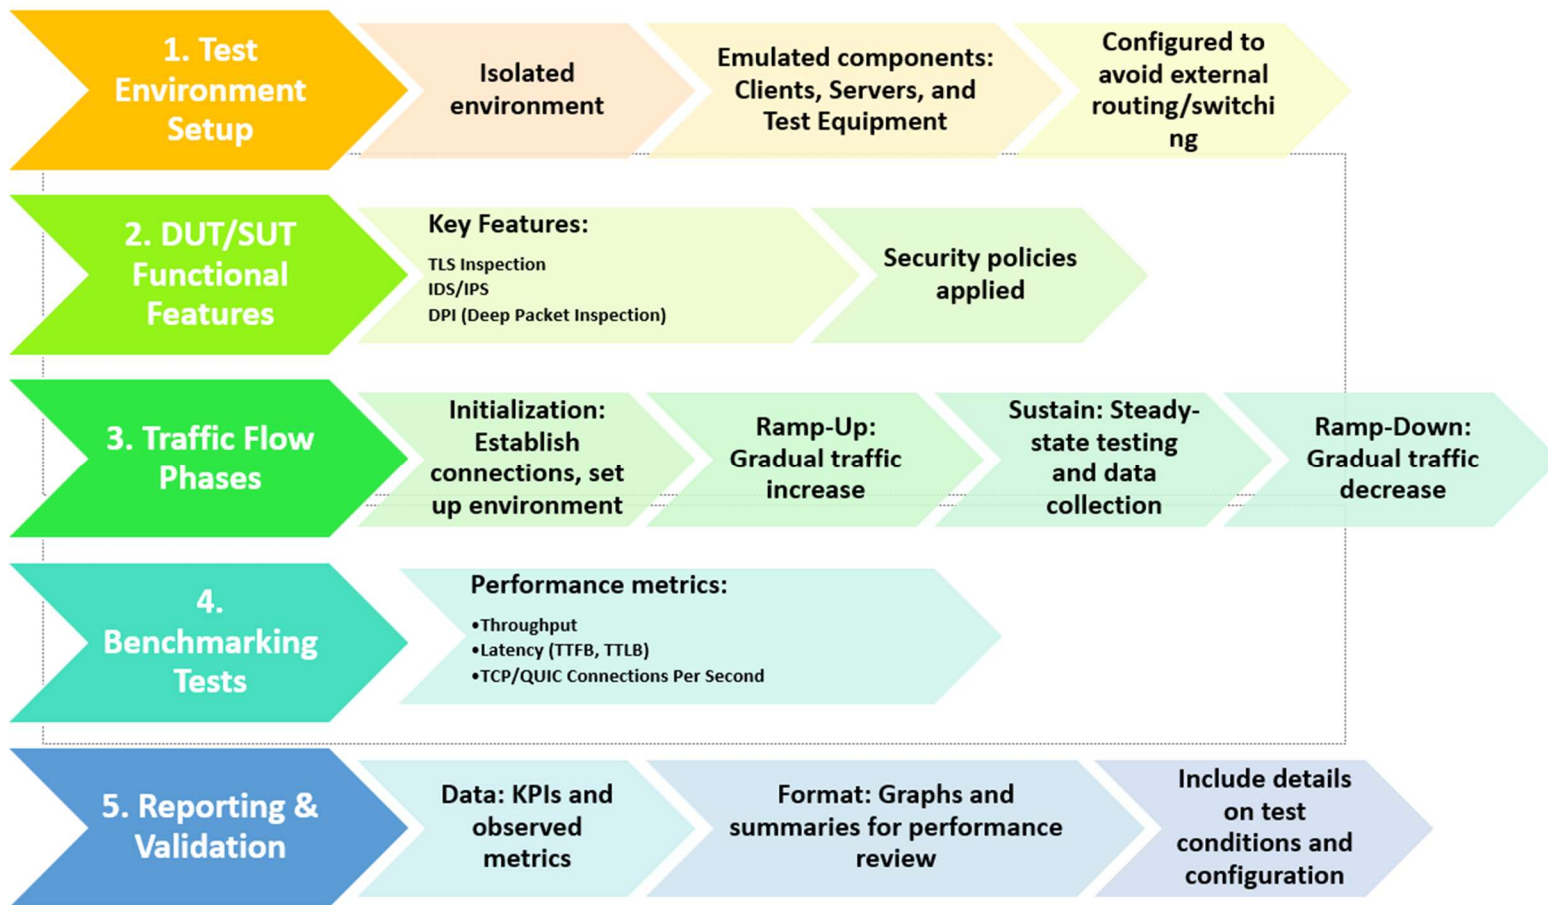 1. Test
Environment
Setup
Isolated
environment
Emulated components:
Clients, Servers, and
Test Equipment
Configured to
avoid external
routing/switchi
ng
2. DUT/SUT
Functional
Features
Key Features:
TLS Inspection
IDS/IPS
DPI (Deep Packet Inspection)
Security policies
applied
3. Traffic Flow
Phases
Initialization:
Establish
connections, set
up environment
Ramp-Up:
Gradual traffic
increase
Sustain: Steady-
state testing
and data
collection
Ramp-Down:
Gradual traffic
decrease
4.
Benchmarking
Tests
Performance metrics:
•Throughput
•Latency (TTFB, TTLB)
•TCP/QUIC Connections Per Second
5. Reporting &
Validation
Data: KPIs and
observed
metrics
Format: Graphs and
summaries for performance
review
Include details
on test
conditions and
configuration